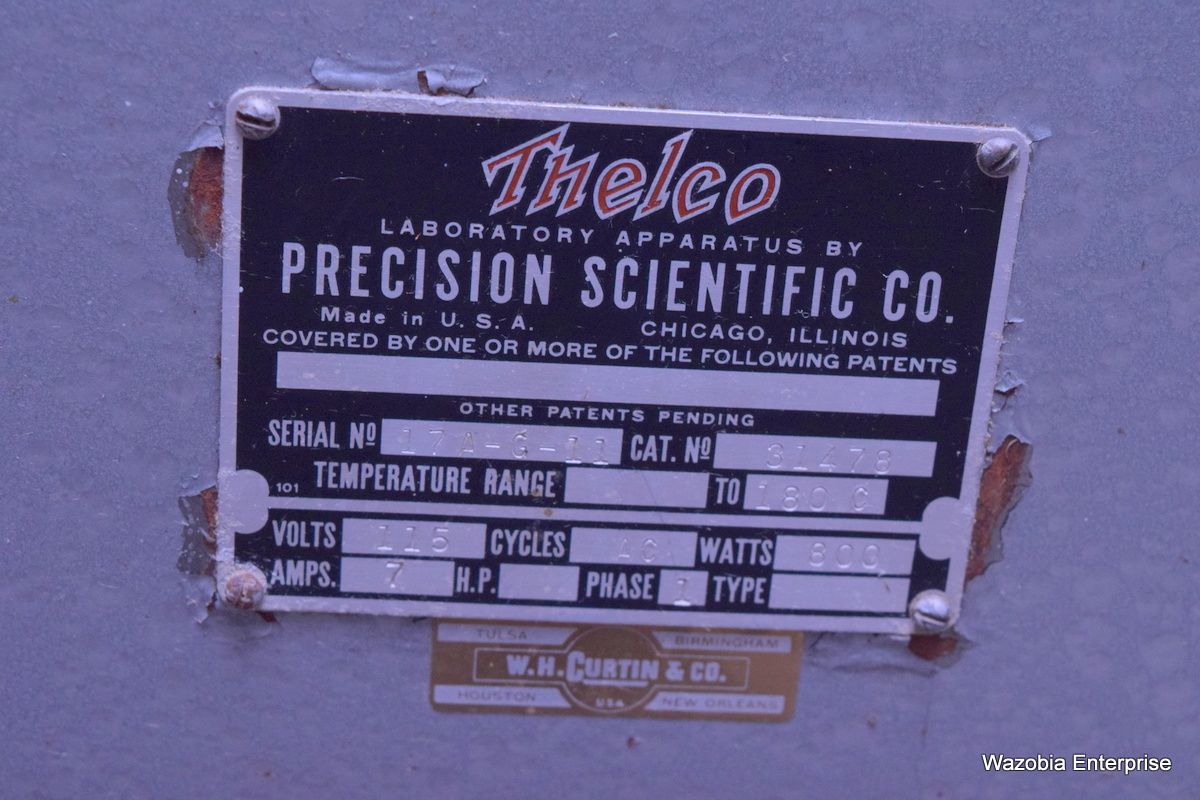 Thelco
LABORATORY APPARATUS BY
PRECISION SCIENTIFIC CO.
Made in U. S. A. CHICAGO, ILLINOIS
COVERED BY ONE OR MORE OF THE FOLLOWING PATENTS
OTHER PATENTS PENDING
SERIAL Nº 17A-G-11 CAT. Nº 31478
101 TEMPERATURE RANGE TO 180 C
VOLTS 115 CYCLES AC WATTS 800
AMPS. 7 H.P. PHASE 1 TYPE
TULSA BIRMINGHAM
W.H. CURTIN & CO.
HOUSTON USA NEW ORLEANS
Wazobia Enterprise